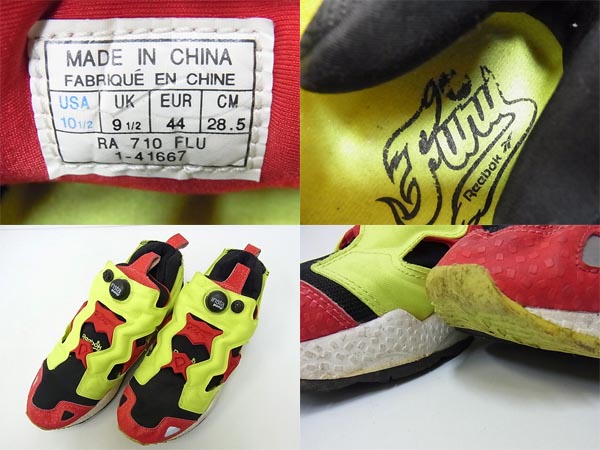 MADE IN CHINA
FABRIQUÉ EN CHINE
USA UK EUR CM
10 1/2 9 1/2 44 28.5
RA 710 FLU
1-41667
Reebok
Reebok